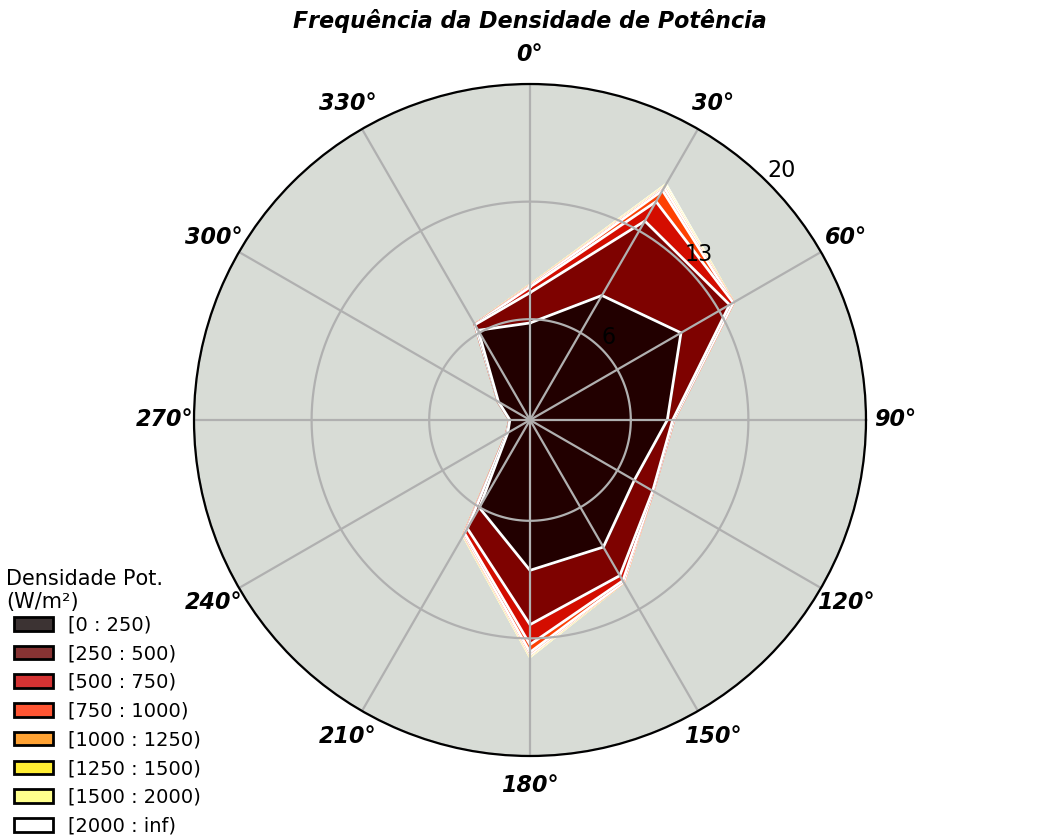 Frequência da Densidade de Potência
0°
330°
30°
20
300°
60°
13
6
270°
90°
240°
120°
210°
150°
180°
Densidade Pot.
(W/m²)
[0 : 250)
[250 : 500)
[500 : 750)
[750 : 1000)
[1000 : 1250)
[1250 : 1500)
[1500 : 2000)
[2000 : inf)